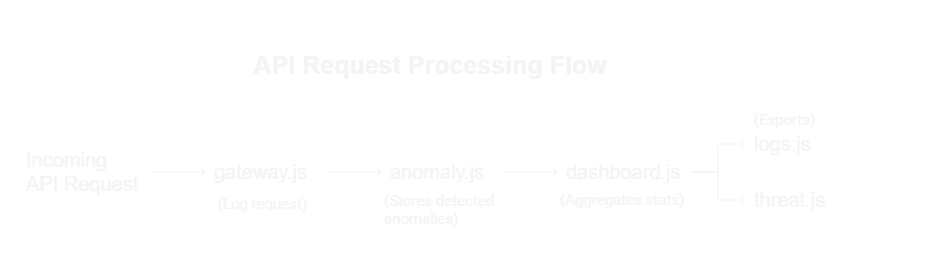 API Request Processing Flow
(Exports)
logs.js
Incoming
API Request
gateway.js
(Log request)
anomaly.js
(Stores detected
anomalies)
dashboard.js
(Aggregates stats)
threat.js